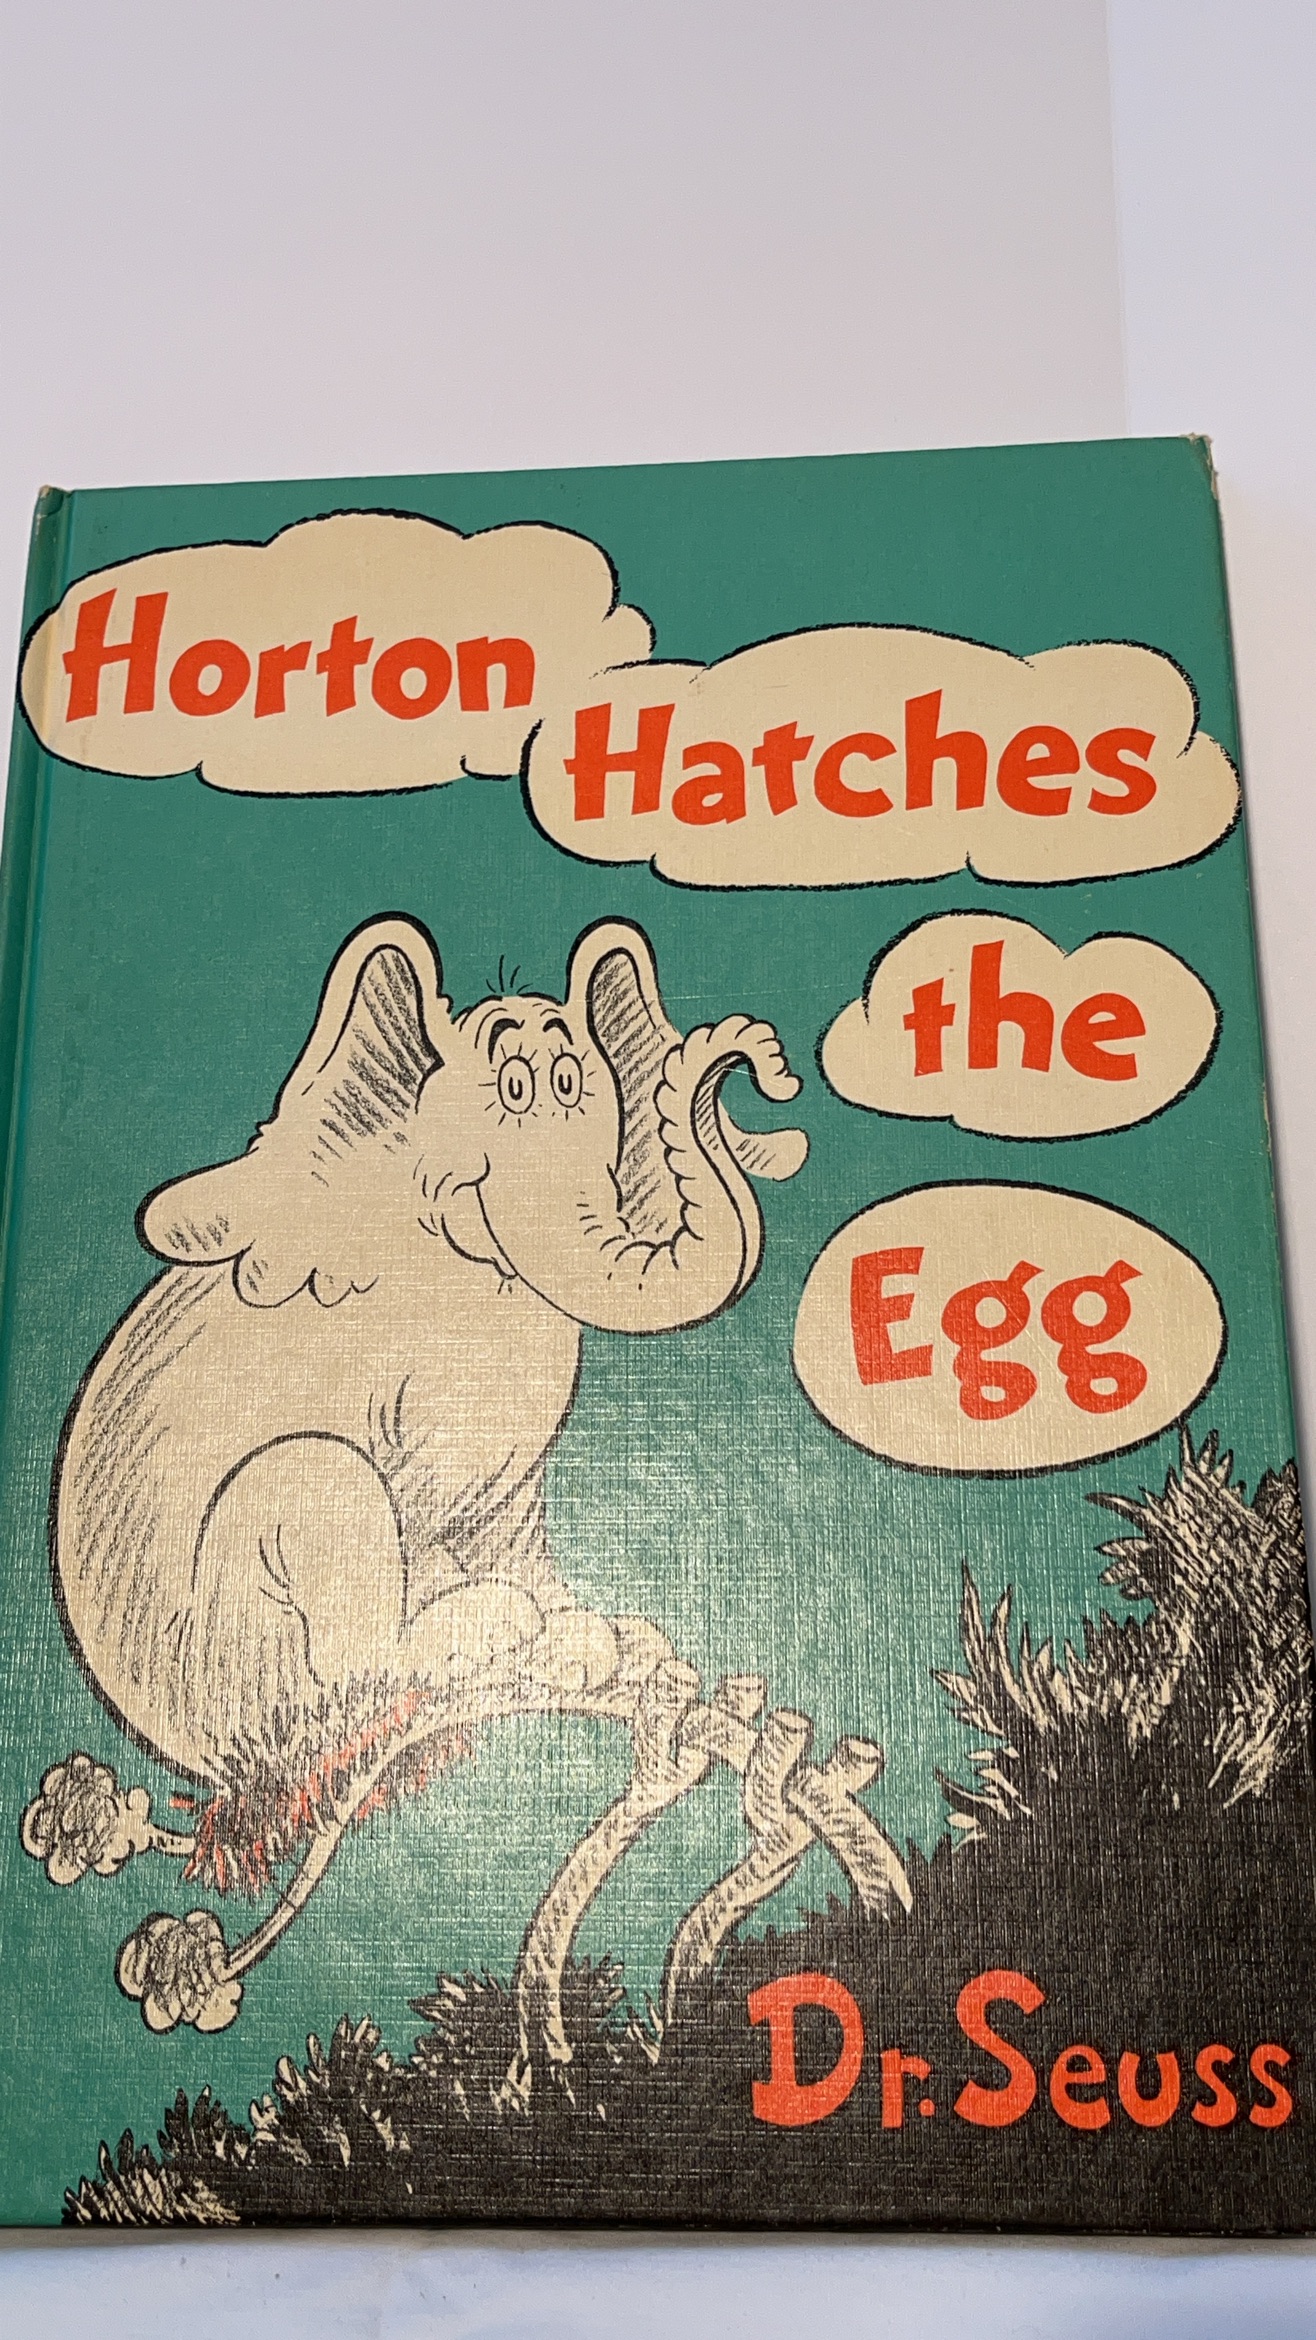 Horton
Hatches
the
Egg
Dr. Seuss